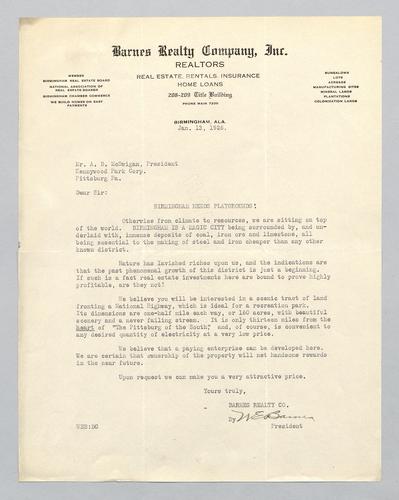 Barnes Realty Company, Inc.
REALTORS
REAL ESTATE, RENTALS, INSURANCE
HOME LOANS
208-209 Title Building
PHONE MAIN 7200
MEMBER
BIRMINGHAM REAL ESTATE BOARD
NATIONAL ASSOCIATION OF
REAL ESTATE BOARDS
BIRMINGHAM CHAMBER COMMERCE
WE BUILD HOMES ON EASY
PAYMENTS
BUNGALOWS
LOTS
ACREAGE
MANUFACTURING SITES
MINERAL LANDS
PLANTATIONS
COLONIZATION LANDS
BIRMINGHAM, ALA.
Jan. 13, 1926.
Mr. A. B. McSwigan, President
Kennywood Park Corp.
Pittsburg Pa.
Dear Sir:
BIRMINGHAM NEEDS PLAYGROUNDS!
Otherwise from climate to resources, we are sitting on top
of the world. BIRMINGHAM IS A MAGIC CITY being surrounded by, and un-
derlaid with, immense deposits of coal, iron ore and limestone, all
being essential to the making of steel and iron cheaper than any other
known district.
Nature has lavished riches upon us, and the indications are
that the past phenomenal growth of this district is just a beginning.
If such is a fact real estate investments here are bound to prove highly
profitable, are they not!
We believe you will be interested in a scenic tract of land
fronting a National Highway, which is ideal for a recreation park.
Its dimensions are one-half mile each way, or 160 acres, with beautiful
scenery and a never failing stream. It is only thirteen miles from the
heart of "The Pittsburg of the South" and, of course, is convenient to
any desired quantity of electricity at a very low price.
We believe that a paying enterprise can be developed here.
We are certain that ownership of the property will net handsome rewards
in the near future.
Upon request we can make you a very attractive price.
Yours truly,
BARNES REALTY CO.
By W E Barnes
WEB:DG President